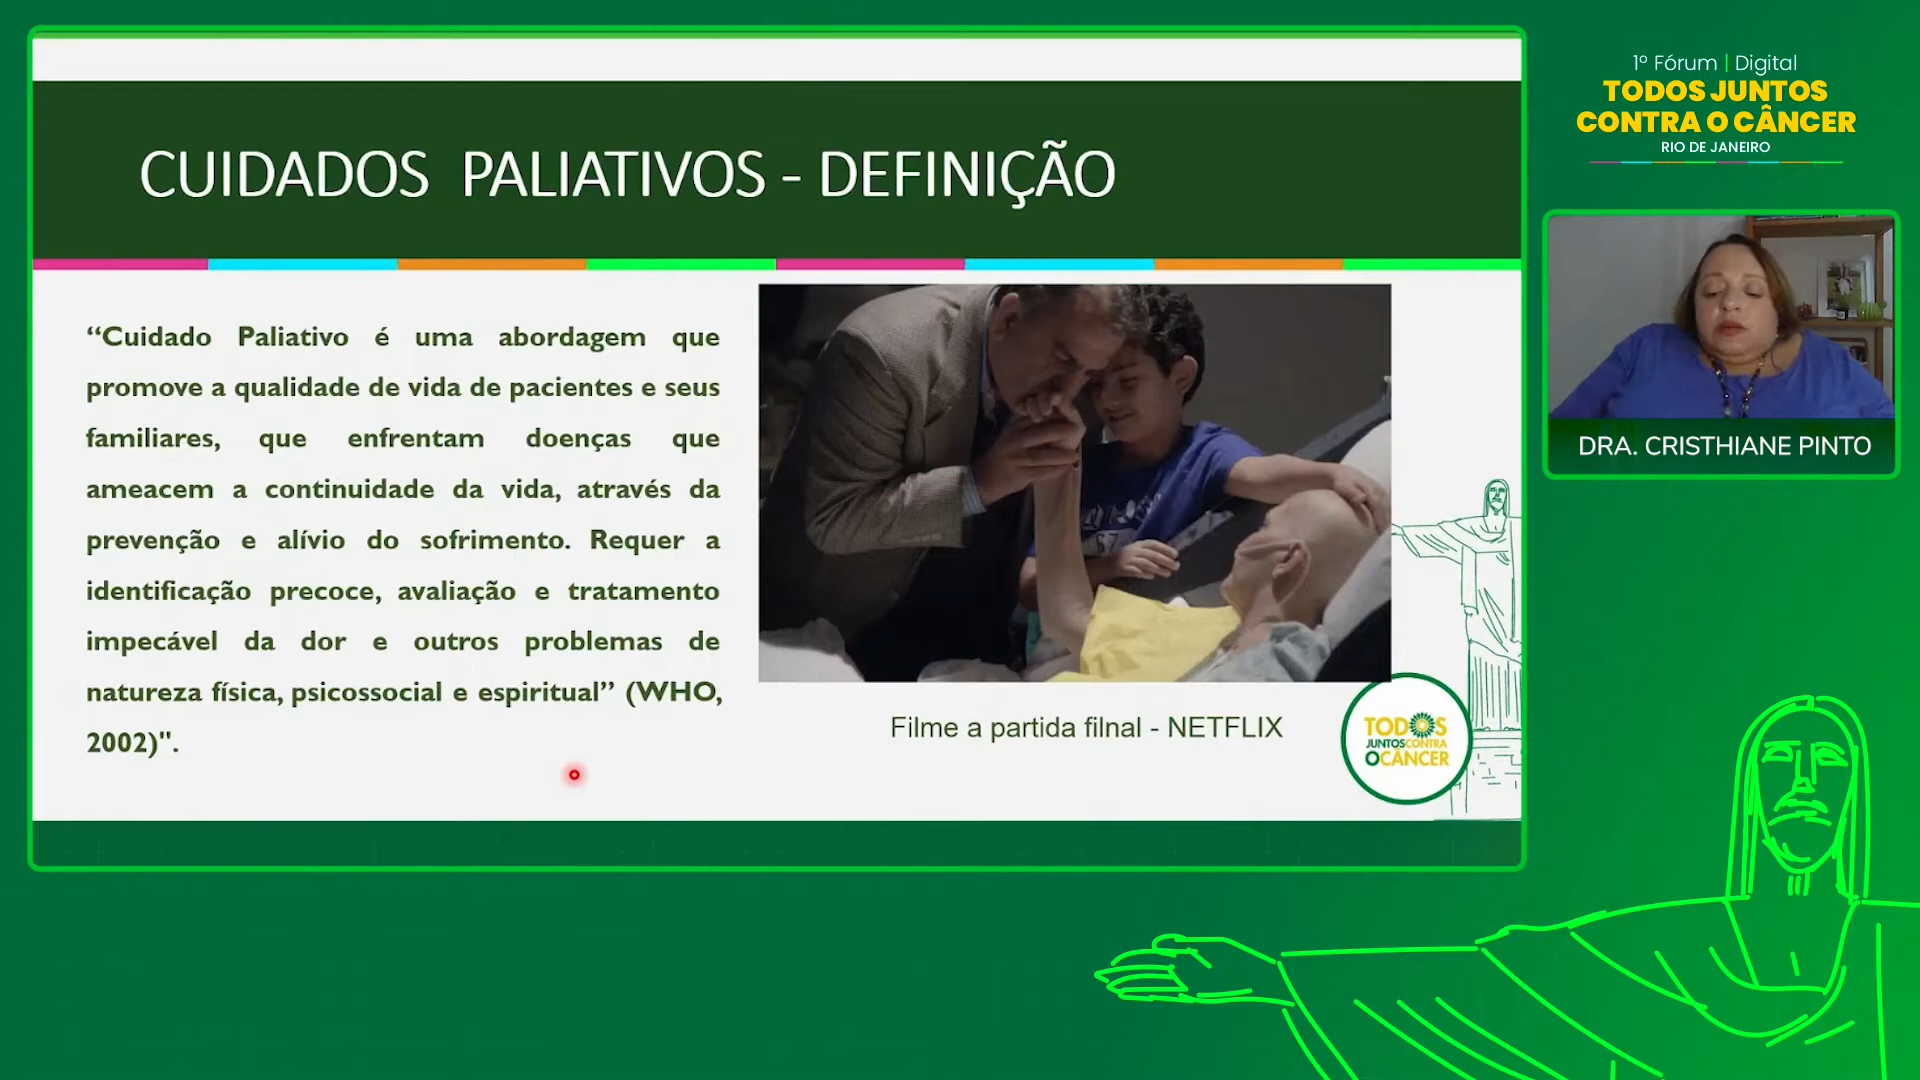 1º Fórum | Digital
TODOS JUNTOS
CONTRA O CÂNCER
RIO DE JANEIRO
CUIDADOS PALIATIVOS - DEFINIÇÃO
“Cuidado Paliativo é uma abordagem que
promove a qualidade de vida de pacientes e seus
familiares, que enfrentam doenças que
ameacem a continuidade da vida, através da
prevenção e alívio do sofrimento. Requer a
identificação precoce, avaliação e tratamento
impecável da dor e outros problemas de
natureza física, psicossocial e espiritual” (WHO,
2002)".
Filme a partida filnal - NETFLIX
TODOS
JUNTOSCONTRA
OCÂNCER
DRA. CRISTHIANE PINTO